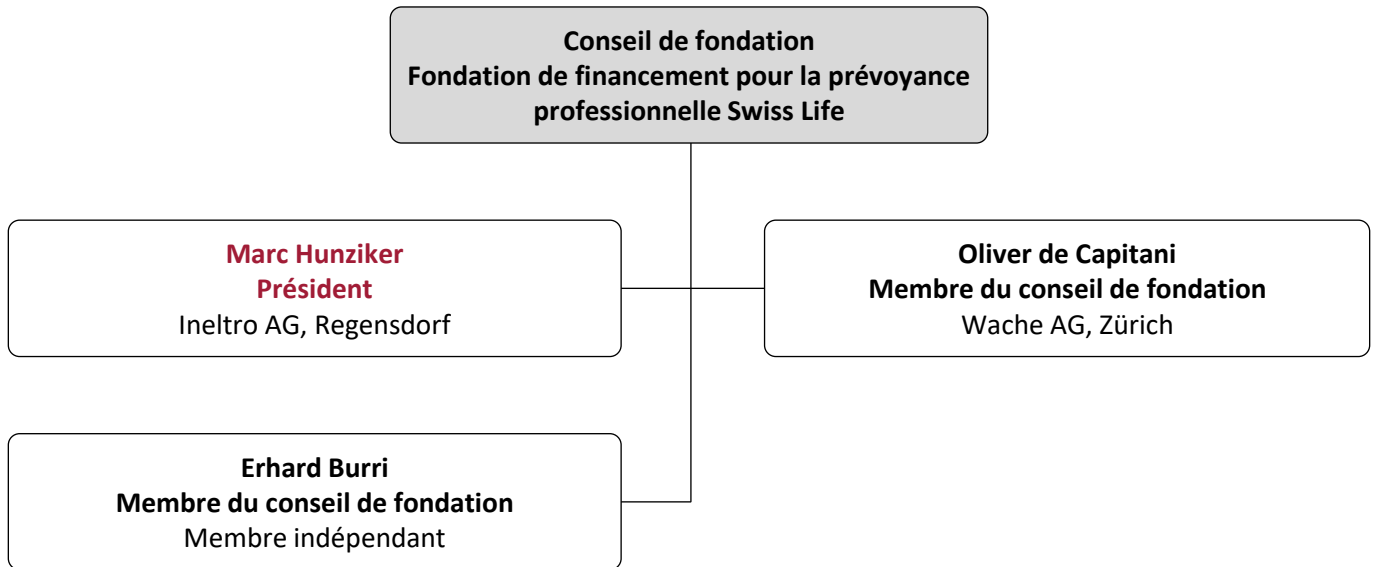 Conseil de fondation
Fondation de financement pour la prévoyance
professionnelle Swiss Life
Marc Hunziker
Président
Ineltro AG, Regensdorf
Oliver de Capitani
Membre du conseil de fondation
Wache AG, Zürich
Erhard Burri
Membre du conseil de fondation
Membre indépendant